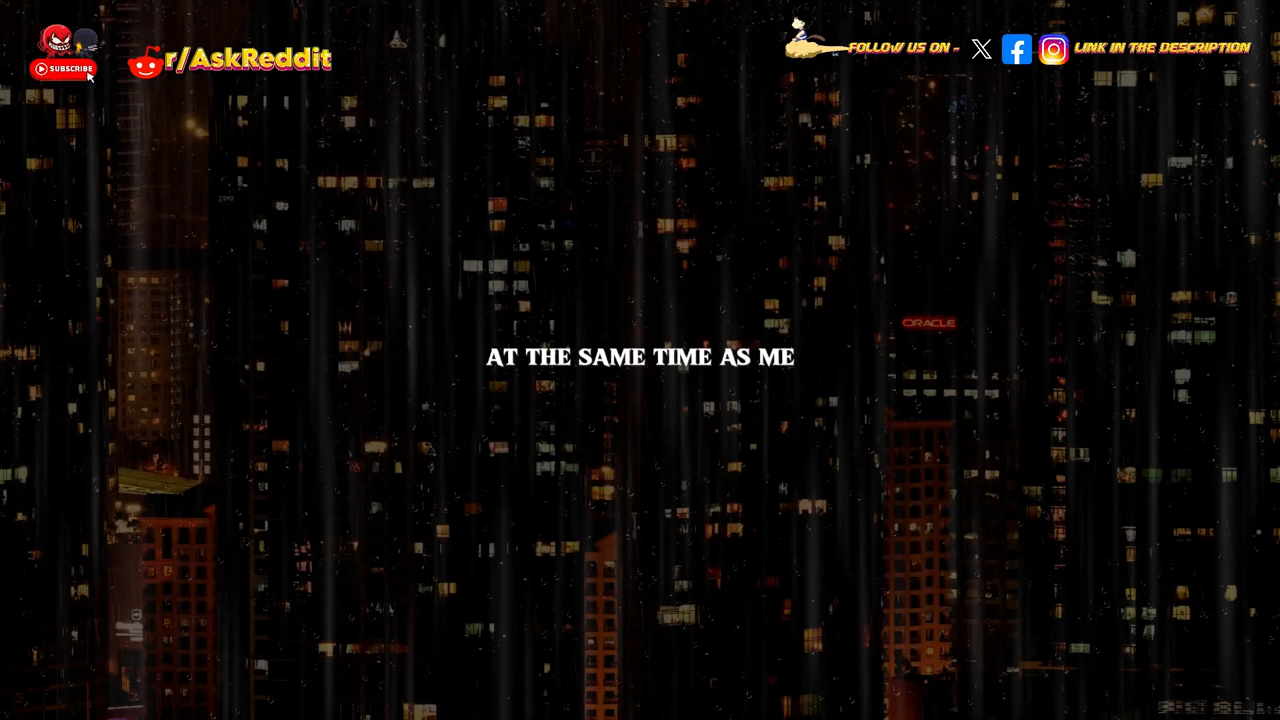 SUBSCRIBE
r/AskReddit
FOLLOW US ON -
LINK IN THE DESCRIPTION
ORACLE
AT THE SAME TIME AS ME